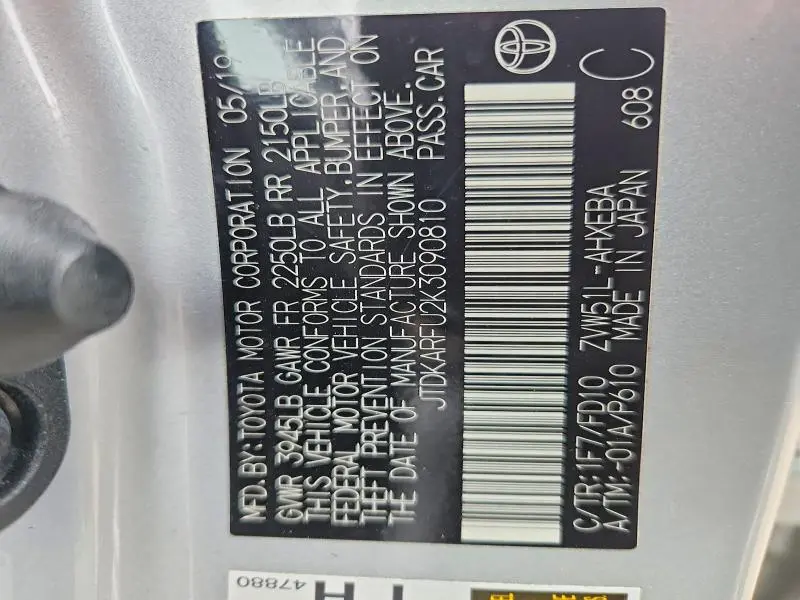 MFD.BY:TOYOTA MOTOR CORPORATION 05/19
GVWR 3945LB GAWR FR 2250LB RR 2150LB
THIS VEHICLE CONFORMS TO ALL APPLICABLE
FEDERAL MOTOR VEHICLE SAFETY,BUMPER,AND
THEFT PREVENTION STANDARDS IN EFFECT ON
THE DATE OF MANUFACTURE SHOWN ABOVE.
JTDKARFU2K3090810 PASS.CAR
C/TR:1F7/FD10 ZVW51L-AHXEBA
A/TM:-01A/P610 MADE IN JAPAN 608 C
47880